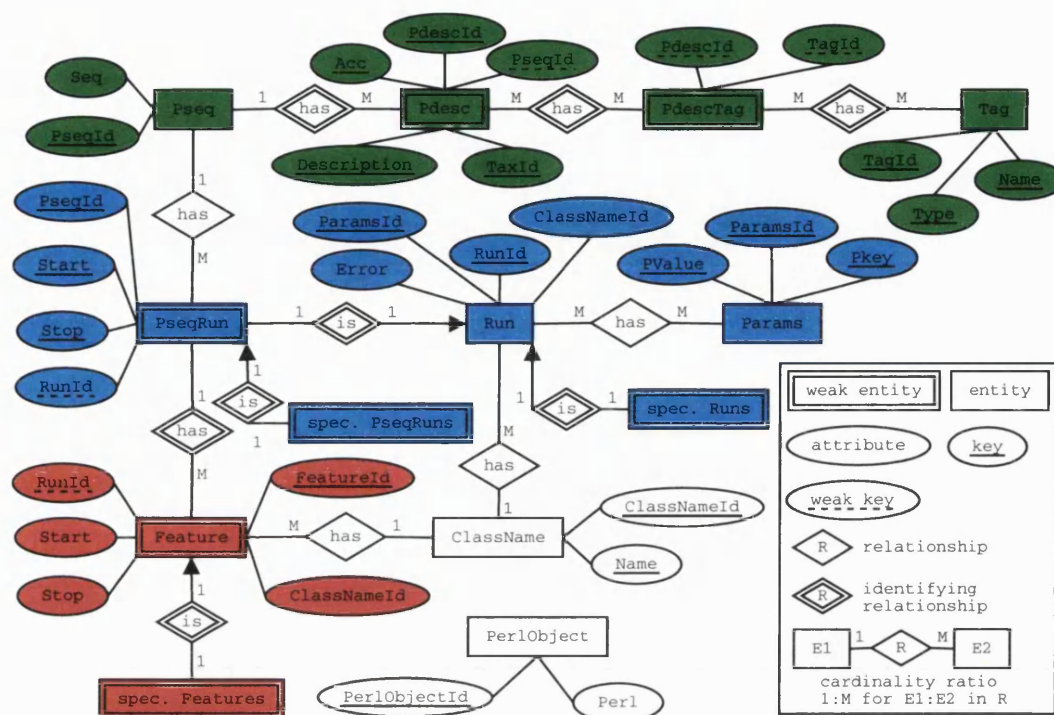 PdescId
PdescId
TagId
Acc
PseqId
Seq
Pseq
1
has
M
Pdesc
M
has
M
PdescTag
M
has
M
Tag
PseqId
Description
TaxId
TagId
Name
Type
1
has
M
PseqId
ParamsId
ClassNameId
ParamsId
Start
Error
RunId
PValue
Pkey
Stop
PseqRun
1
is
1
Run
M
has
M
Params
RunId
1
is
1
spec. PseqRuns
1
is
1
spec. Runs
1
has
M
M
has
1
RunId
FeatureId
Start
Feature
M
has
1
ClassName
ClassNameId
Name
Stop
ClassNameId
1
is
1
spec. Features
PerlObject
PerlObjectId
Perl
weak entity
entity
attribute
key
weak key
R
relationship
R
identifying
relationship
E1
1
R
M
E2
cardinality ratio
1:M for E1:E2 in R